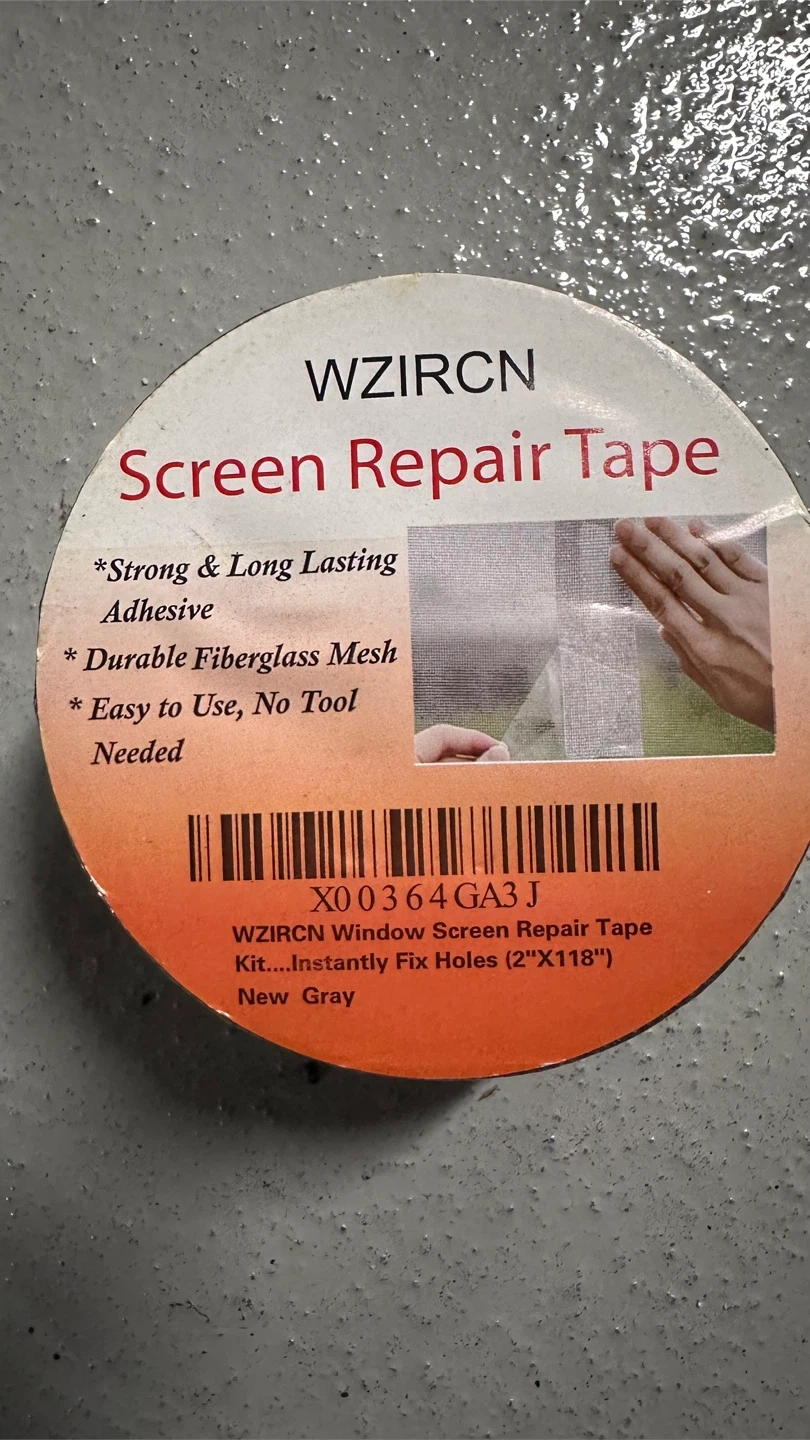 WZIRCN
Screen Repair Tape
*Strong & Long Lasting
Adhesive
* Durable Fiberglass Mesh
* Easy to Use, No Tool
Needed
X00364GA3J
WZIRCN Window Screen Repair Tape
Kit....Instantly Fix Holes (2"X118")
New Gray